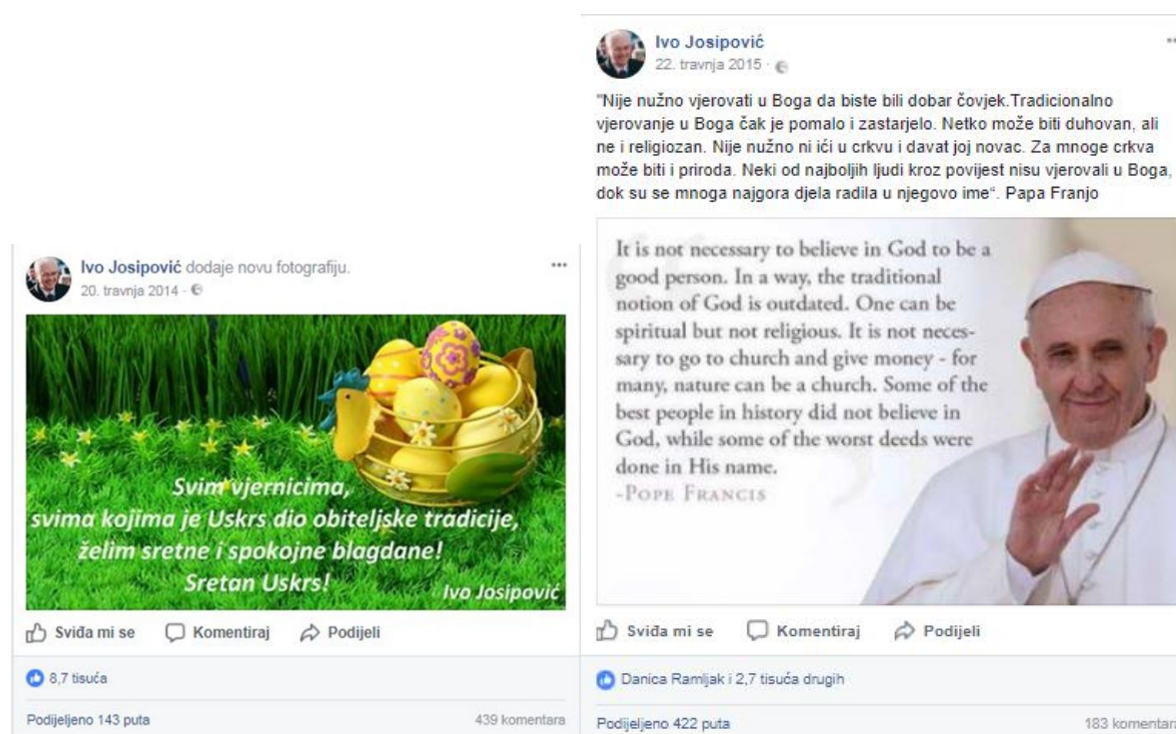 Ivo Josipović dodaje novu fotografiju.
20. travnja 2014 ·
Svim vjernicima,
svima kojima je Uskrs dio obiteljske tradicije,
želim sretne i spokojne blagdane!
Sretan Uskrs!
Ivo Josipović
Sviđa mi se Komentiraj Podijeli
8,7 tisuća
Podijeljeno 143 puta 439 komentara
Ivo Josipović
22. travnja 2015 ·
"Nije nužno vjerovati u Boga da biste bili dobar čovjek.Tradicionalno
vjerovanje u Boga čak je pomalo i zastarjelo. Netko može biti duhovan, ali
ne i religiozan. Nije nužno ni ići u crkvu i davat joj novac. Za mnoge crkva
može biti i priroda. Neki od najboljih ljudi kroz povijest nisu vjerovali u Boga,
dok su se mnoga najgora djela radila u njegovo ime“. Papa Franjo
It is not necessary to believe in God to be a
good person. In a way, the traditional
notion of God is outdated. One can be
spiritual but not religious. It is not neces-
sary to go to church and give money - for
many, nature can be a church. Some of the
best people in history did not believe in
God, while some of the worst deeds were
done in His name.
-POPE FRANCIS
Sviđa mi se Komentiraj Podijeli
Danica Ramljak i 2,7 tisuća drugih
Podijeljeno 422 puta 183 komentara